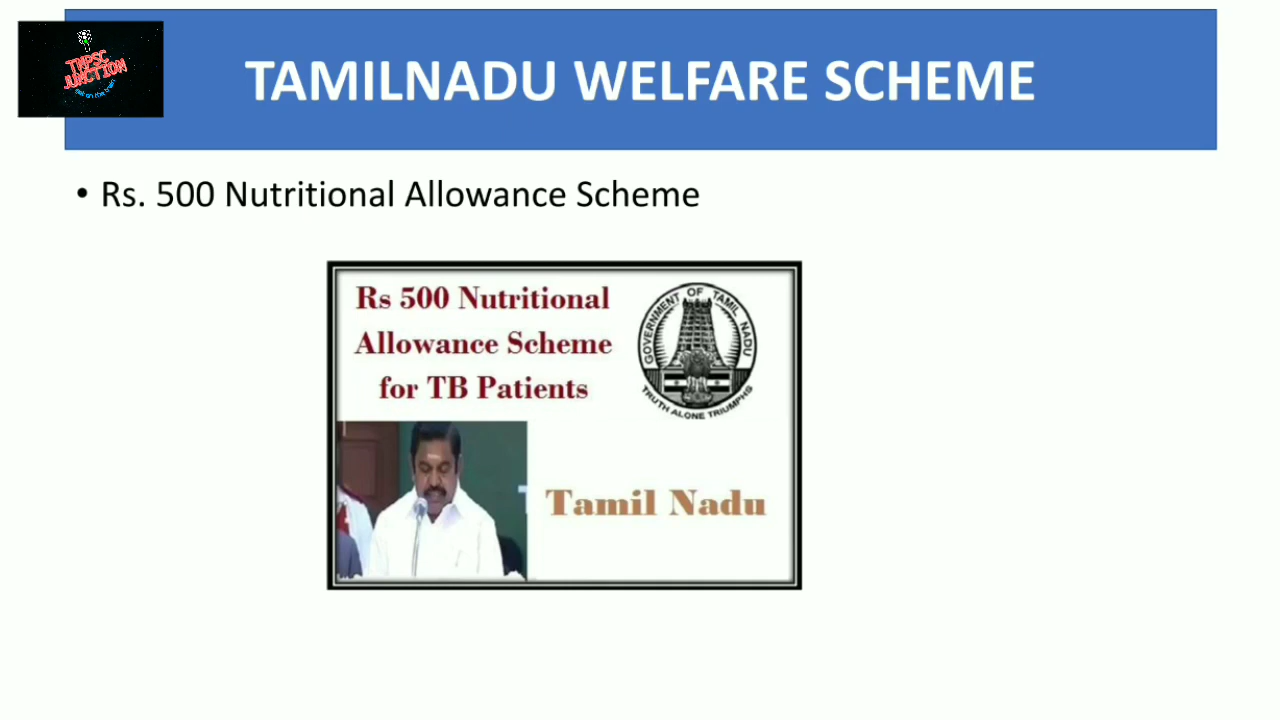 TNPSC
JUNCTION
TAMILNADU WELFARE SCHEME
• Rs. 500 Nutritional Allowance Scheme
Rs 500 Nutritional
Allowance Scheme
for TB Patients
GOVERNMENT OF TAMIL NADU
TRUTH ALONE TRIUMPHS
Tamil Nadu